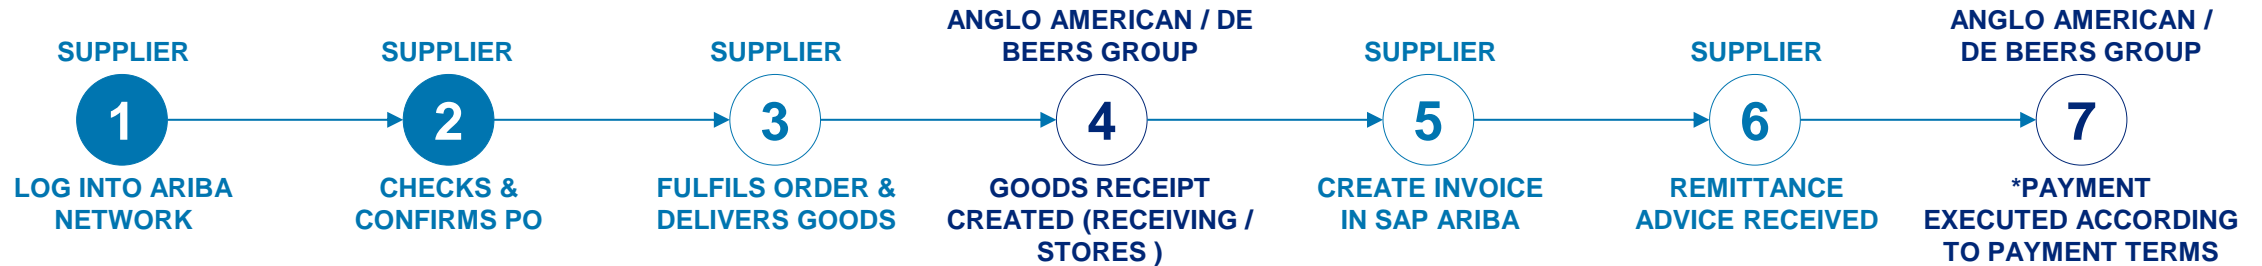 SUPPLIER
1
LOG INTO ARIBA
NETWORK
SUPPLIER
2
CHECKS &
CONFIRMS PO
SUPPLIER
3
FULFILS ORDER &
DELIVERS GOODS
ANGLO AMERICAN / DE
BEERS GROUP
4
GOODS RECEIPT
CREATED (RECEIVING /
STORES )
SUPPLIER
5
CREATE INVOICE
IN SAP ARIBA
SUPPLIER
6
REMITTANCE
ADVICE RECEIVED
ANGLO AMERICAN /
DE BEERS GROUP
7
*PAYMENT
EXECUTED ACCORDING
TO PAYMENT TERMS